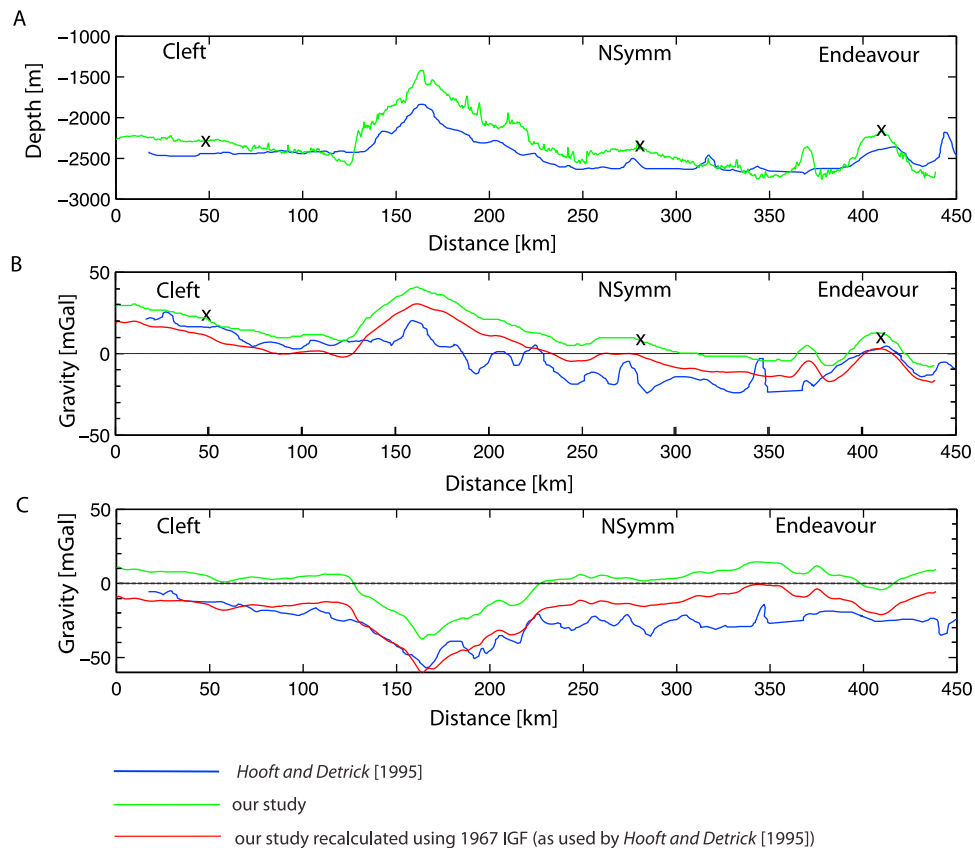 A
−1000
Cleft
NSymm
Endeavour
−1500
Depth [m]
−2000
x
x
x
−2500
−3000
0 50 100 150 200 250 300 350 400 450
Distance [km]
B
50
Cleft
NSymm
Endeavour
x
x
x
Gravity [mGal]
0
−50
0 50 100 150 200 250 300 350 400 450
Distance [km]
C
50
Cleft
NSymm
Endeavour
Gravity [mGal]
0
−50
0 50 100 150 200 250 300 350 400 450
Distance [km]
Hooft and Detrick [1995]
our study
our study recalculated using 1967 IGF (as used by Hooft and Detrick [1995])